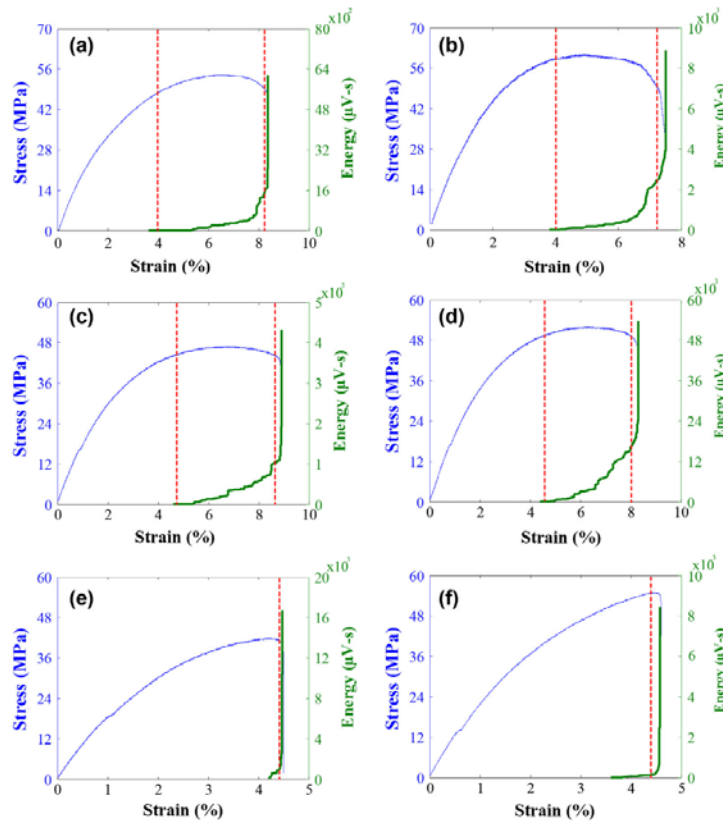 (a)
Stress (MPa)
70
56
42
28
14
0
0 2 4 6 8 10
Strain (%)
×10²
80
64
48
32
16
0
Energy (µV-s)
(b)
Stress (MPa)
70
56
42
28
14
0
0 2 4 6 8
Strain (%)
×10³
10
8
6
4
2
0
Energy (µV-s)
(c)
Stress (MPa)
60
48
36
24
12
0
0 2 4 6 8 10
Strain (%)
×10²
5
4
3
2
1
0
Energy (µV-s)
(d)
Stress (MPa)
60
48
36
24
12
0
0 2 4 6 8 10
Strain (%)
×10³
60
48
36
24
12
0
Energy (µV-s)
(e)
Stress (MPa)
60
48
36
24
12
0
0 1 2 3 4 5
Strain (%)
×10³
20
16
12
8
4
0
Energy (µV-s)
(f)
Stress (MPa)
60
48
36
24
12
0
0 1 2 3 4 5
Strain (%)
×10³
10
8
6
4
2
0
Energy (µV-s)